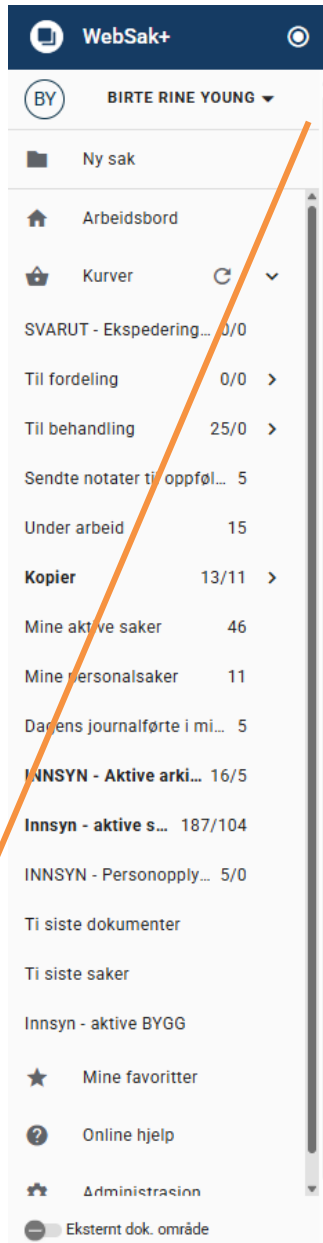 WebSak+
BY BIRTE RINE YOUNG
Ny sak
Arbeidsbord
Kurver
SVARUT - Ekspedering... 0/0
Til fordeling 0/0
Til behandling 25/0
Sendte notater til oppføl... 5
Under arbeid 15
Kopier 13/11
Mine aktive saker 46
Mine personalsaker 11
Dagens journalførte i mi... 5
INNSYN - Aktive arki... 16/5
Innsyn - aktive s... 187/104
INNSYN - Personopply... 5/0
Ti siste dokumenter
Ti siste saker
Innsyn - aktive BYGG
Mine favoritter
Online hjelp
Administrasjon
Eksternt dok. område